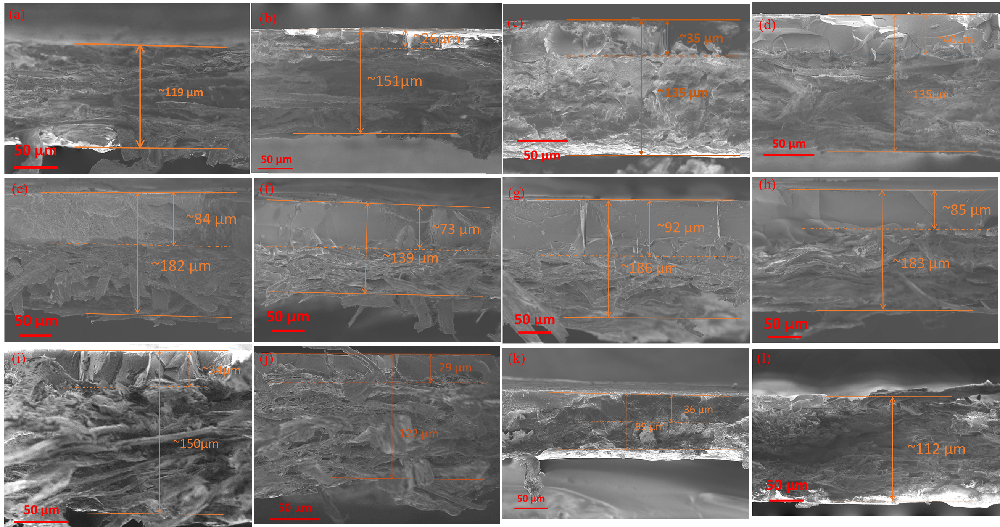 (a)
~119 μm
50 μm
(b)
~26μm
~151μm
50 μm
(c)
~35 μm
~135 μm
50 μm
(d)
~40μm
~135μm
50 μm
(e)
~84 μm
~182 μm
50 μm
(f)
~73 μm
~139 μm
50 μm
(g)
~92 μm
~186 μm
50 μm
(h)
~85 μm
~183 μm
50 μm
(i)
~34μm
~150μm
50 μm
(j)
29 μm
122 μm
50 μm
(k)
36 μm
99 μm
50 μm
(l)
~112 μm
50 μm